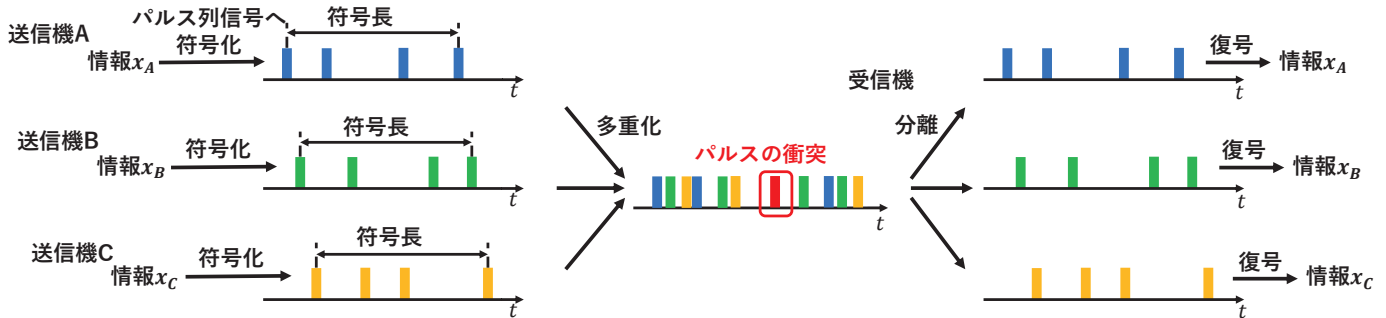 送信機A
パルス列信号へ
符号長
情報x_A
符号化
t
送信機B
符号長
情報x_B
符号化
t
送信機C
符号長
情報x_C
符号化
t
多重化
パルスの衝突
t
受信機
分離
t
復号
情報x_A
t
復号
情報x_B
t
復号
情報x_C